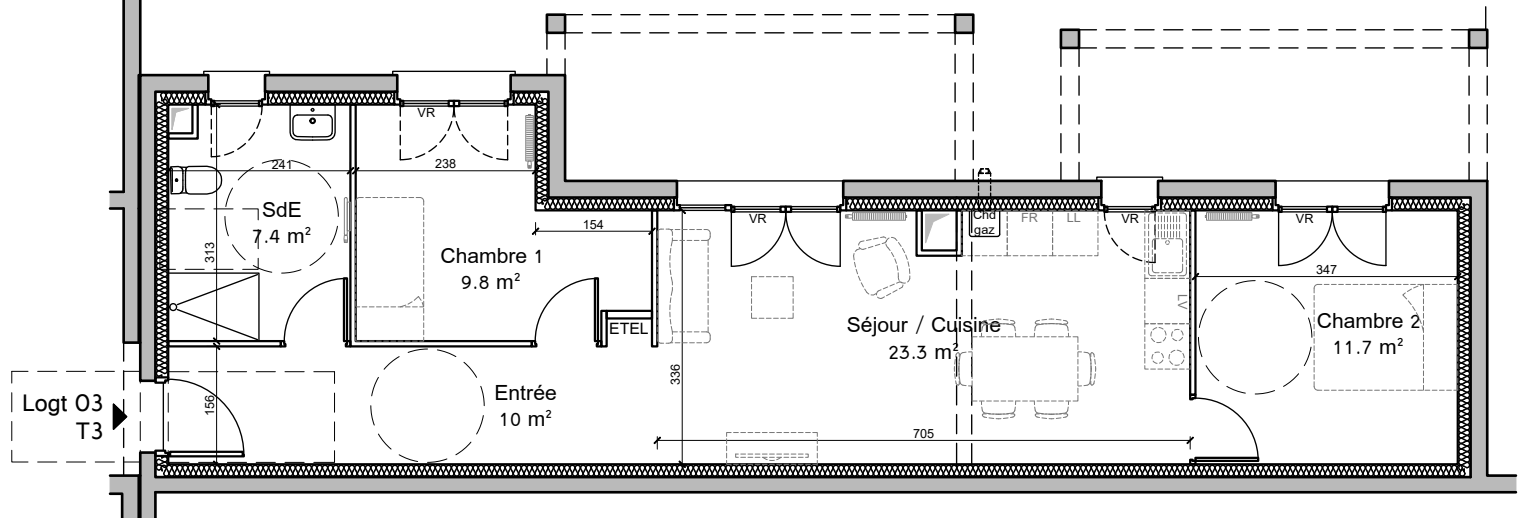 VR
241
238
SdE
7.4 m²
313
154
Chambre 1
9.8 m²
ETEL
VR
Chd
gaz
FR
LL
VR
VR
347
LV
Séjour / Cuisine
23.3 m²
Chambre 2
11.7 m²
336
Logt 03
T3
156
Entrée
10 m²
705